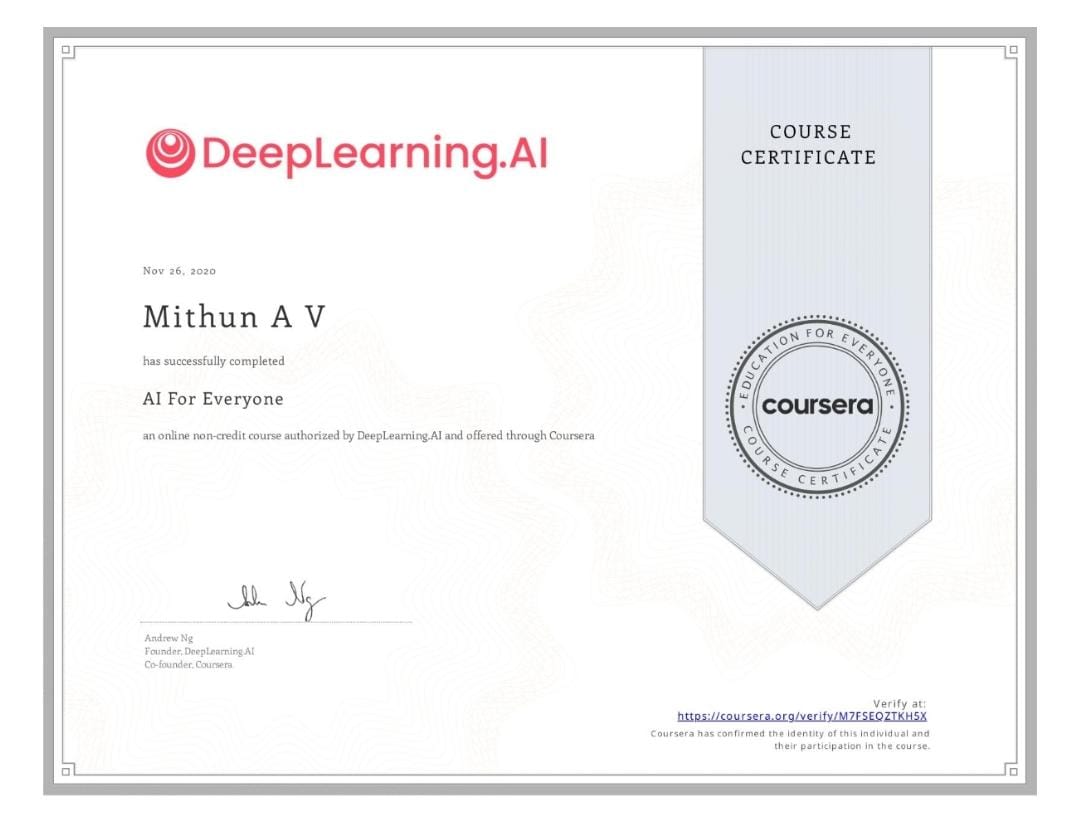 DeepLearning.AI
COURSE
CERTIFICATE
Nov 26, 2020
Mithun A V
has successfully completed
AI For Everyone
an online non-credit course authorized by DeepLearning.AI and offered through Coursera
EDUCATION FOR EVERYONE
coursera
COURSE CERTIFICATE
Andrew Ng
Founder, DeepLearning.AI
Co-founder, Coursera
Verify at:
https://coursera.org/verify/M7FSEQZTKH5X
Coursera has confirmed the identity of this individual and
their participation in the course.